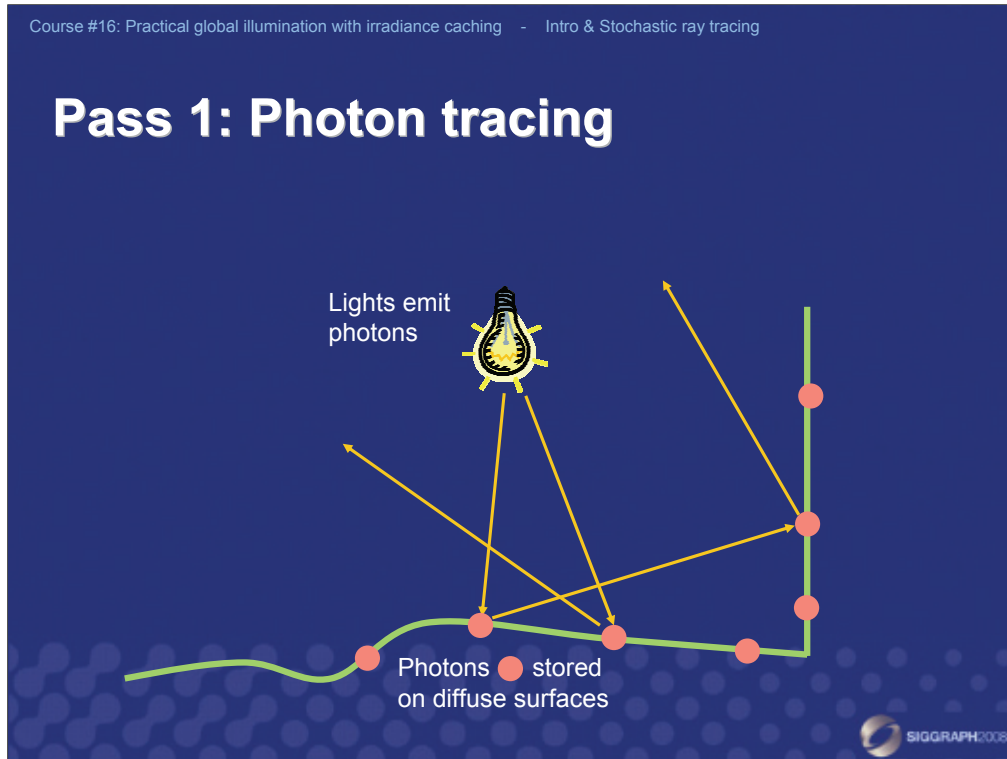 Course #16: Practical global illumination with irradiance caching - Intro & Stochastic ray tracing
Pass 1: Photon tracing
Lights emit
photons
Photons stored
on diffuse surfaces
SIGGRAPH2008